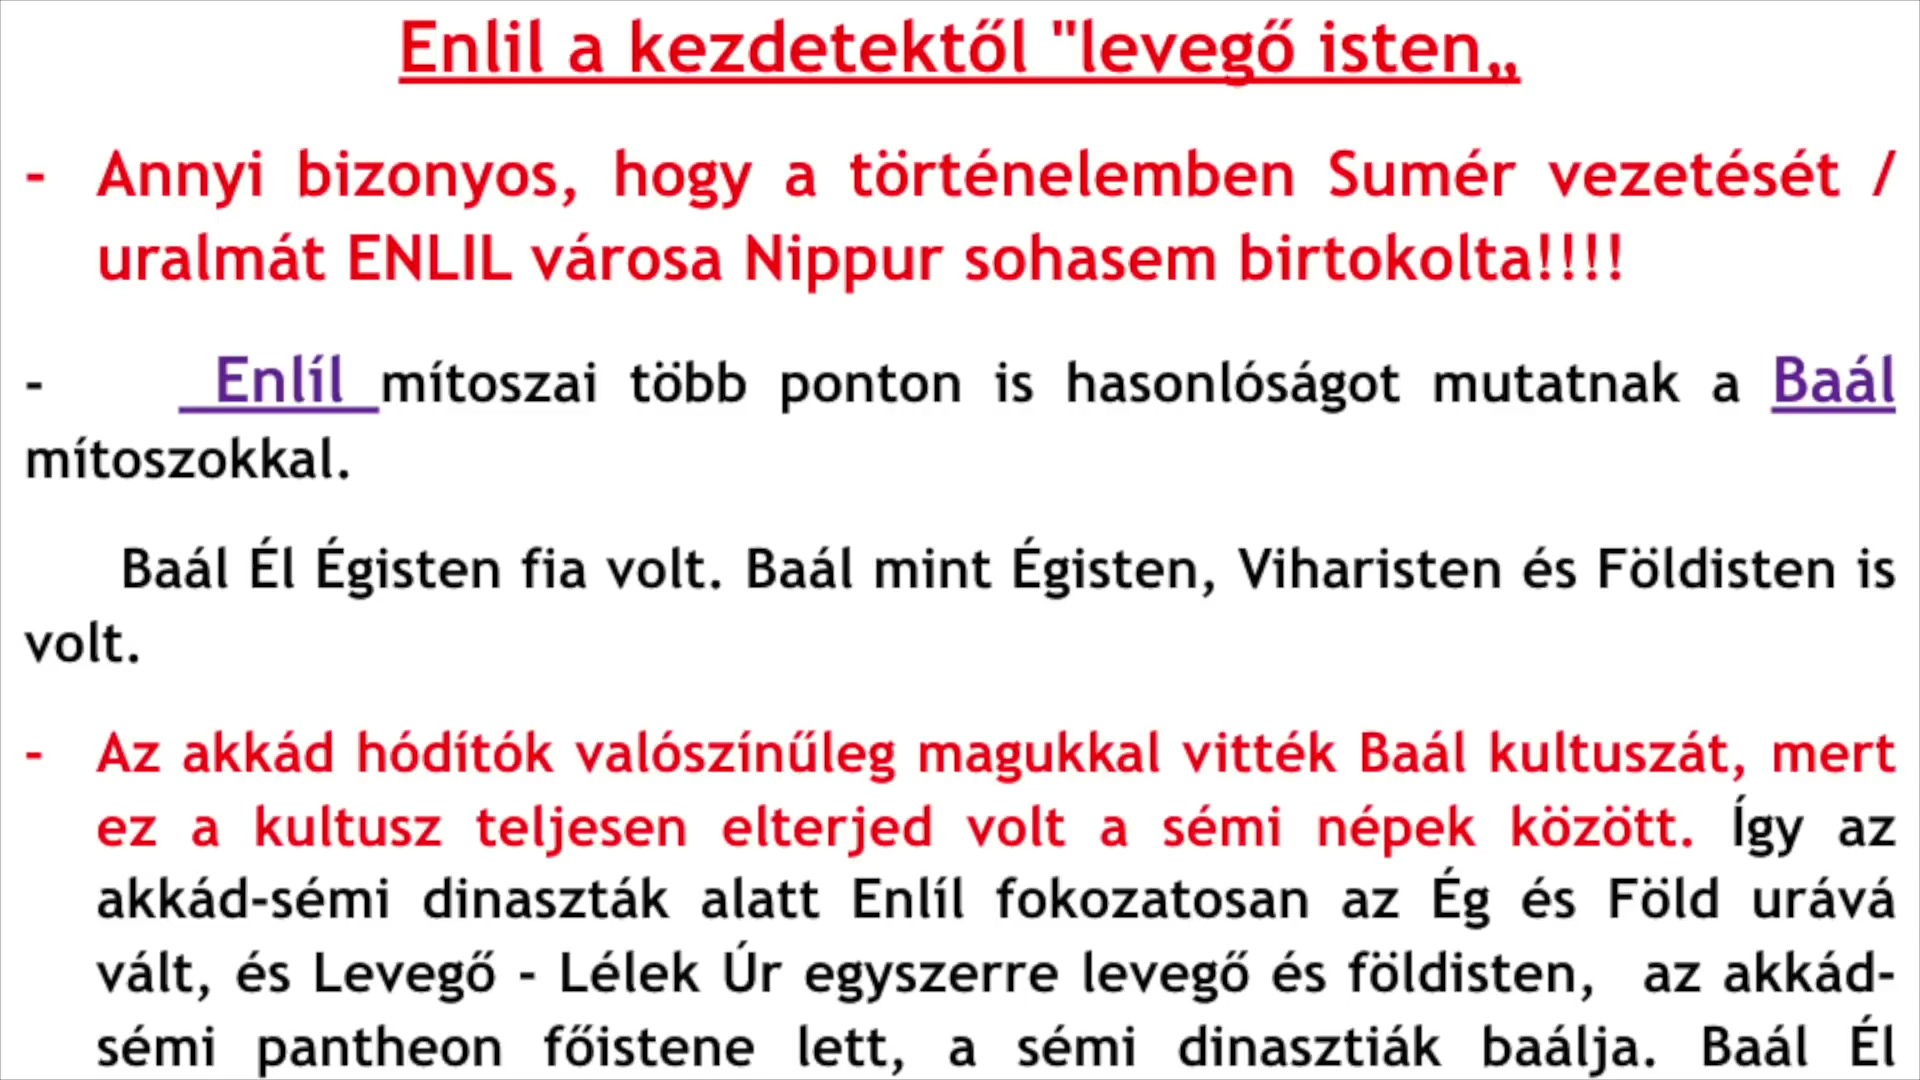 Enlil a kezdetektől "levegő isten„
- Annyi bizonyos, hogy a történelemben Sumér vezetését /
uralmát ENLIL városa Nippur sohasem birtokolta!!!!
- Enlíl mítoszai több ponton is hasonlóságot mutatnak a Baál
mítoszokkal.
Baál Él Égisten fia volt. Baál mint Égisten, Viharisten és Földisten is
volt.
- Az akkád hódítók valószínűleg magukkal vitték Baál kultuszát, mert
ez a kultusz teljesen elterjed volt a sémi népek között. Így az
akkád-sémi dinaszták alatt Enlíl fokozatosan az Ég és Föld urává
vált, és Levegő - Lélek Úr egyszerre levegő és földisten, az akkád-
sémi pantheon főistene lett, a sémi dinasztiák baálja. Baál Él